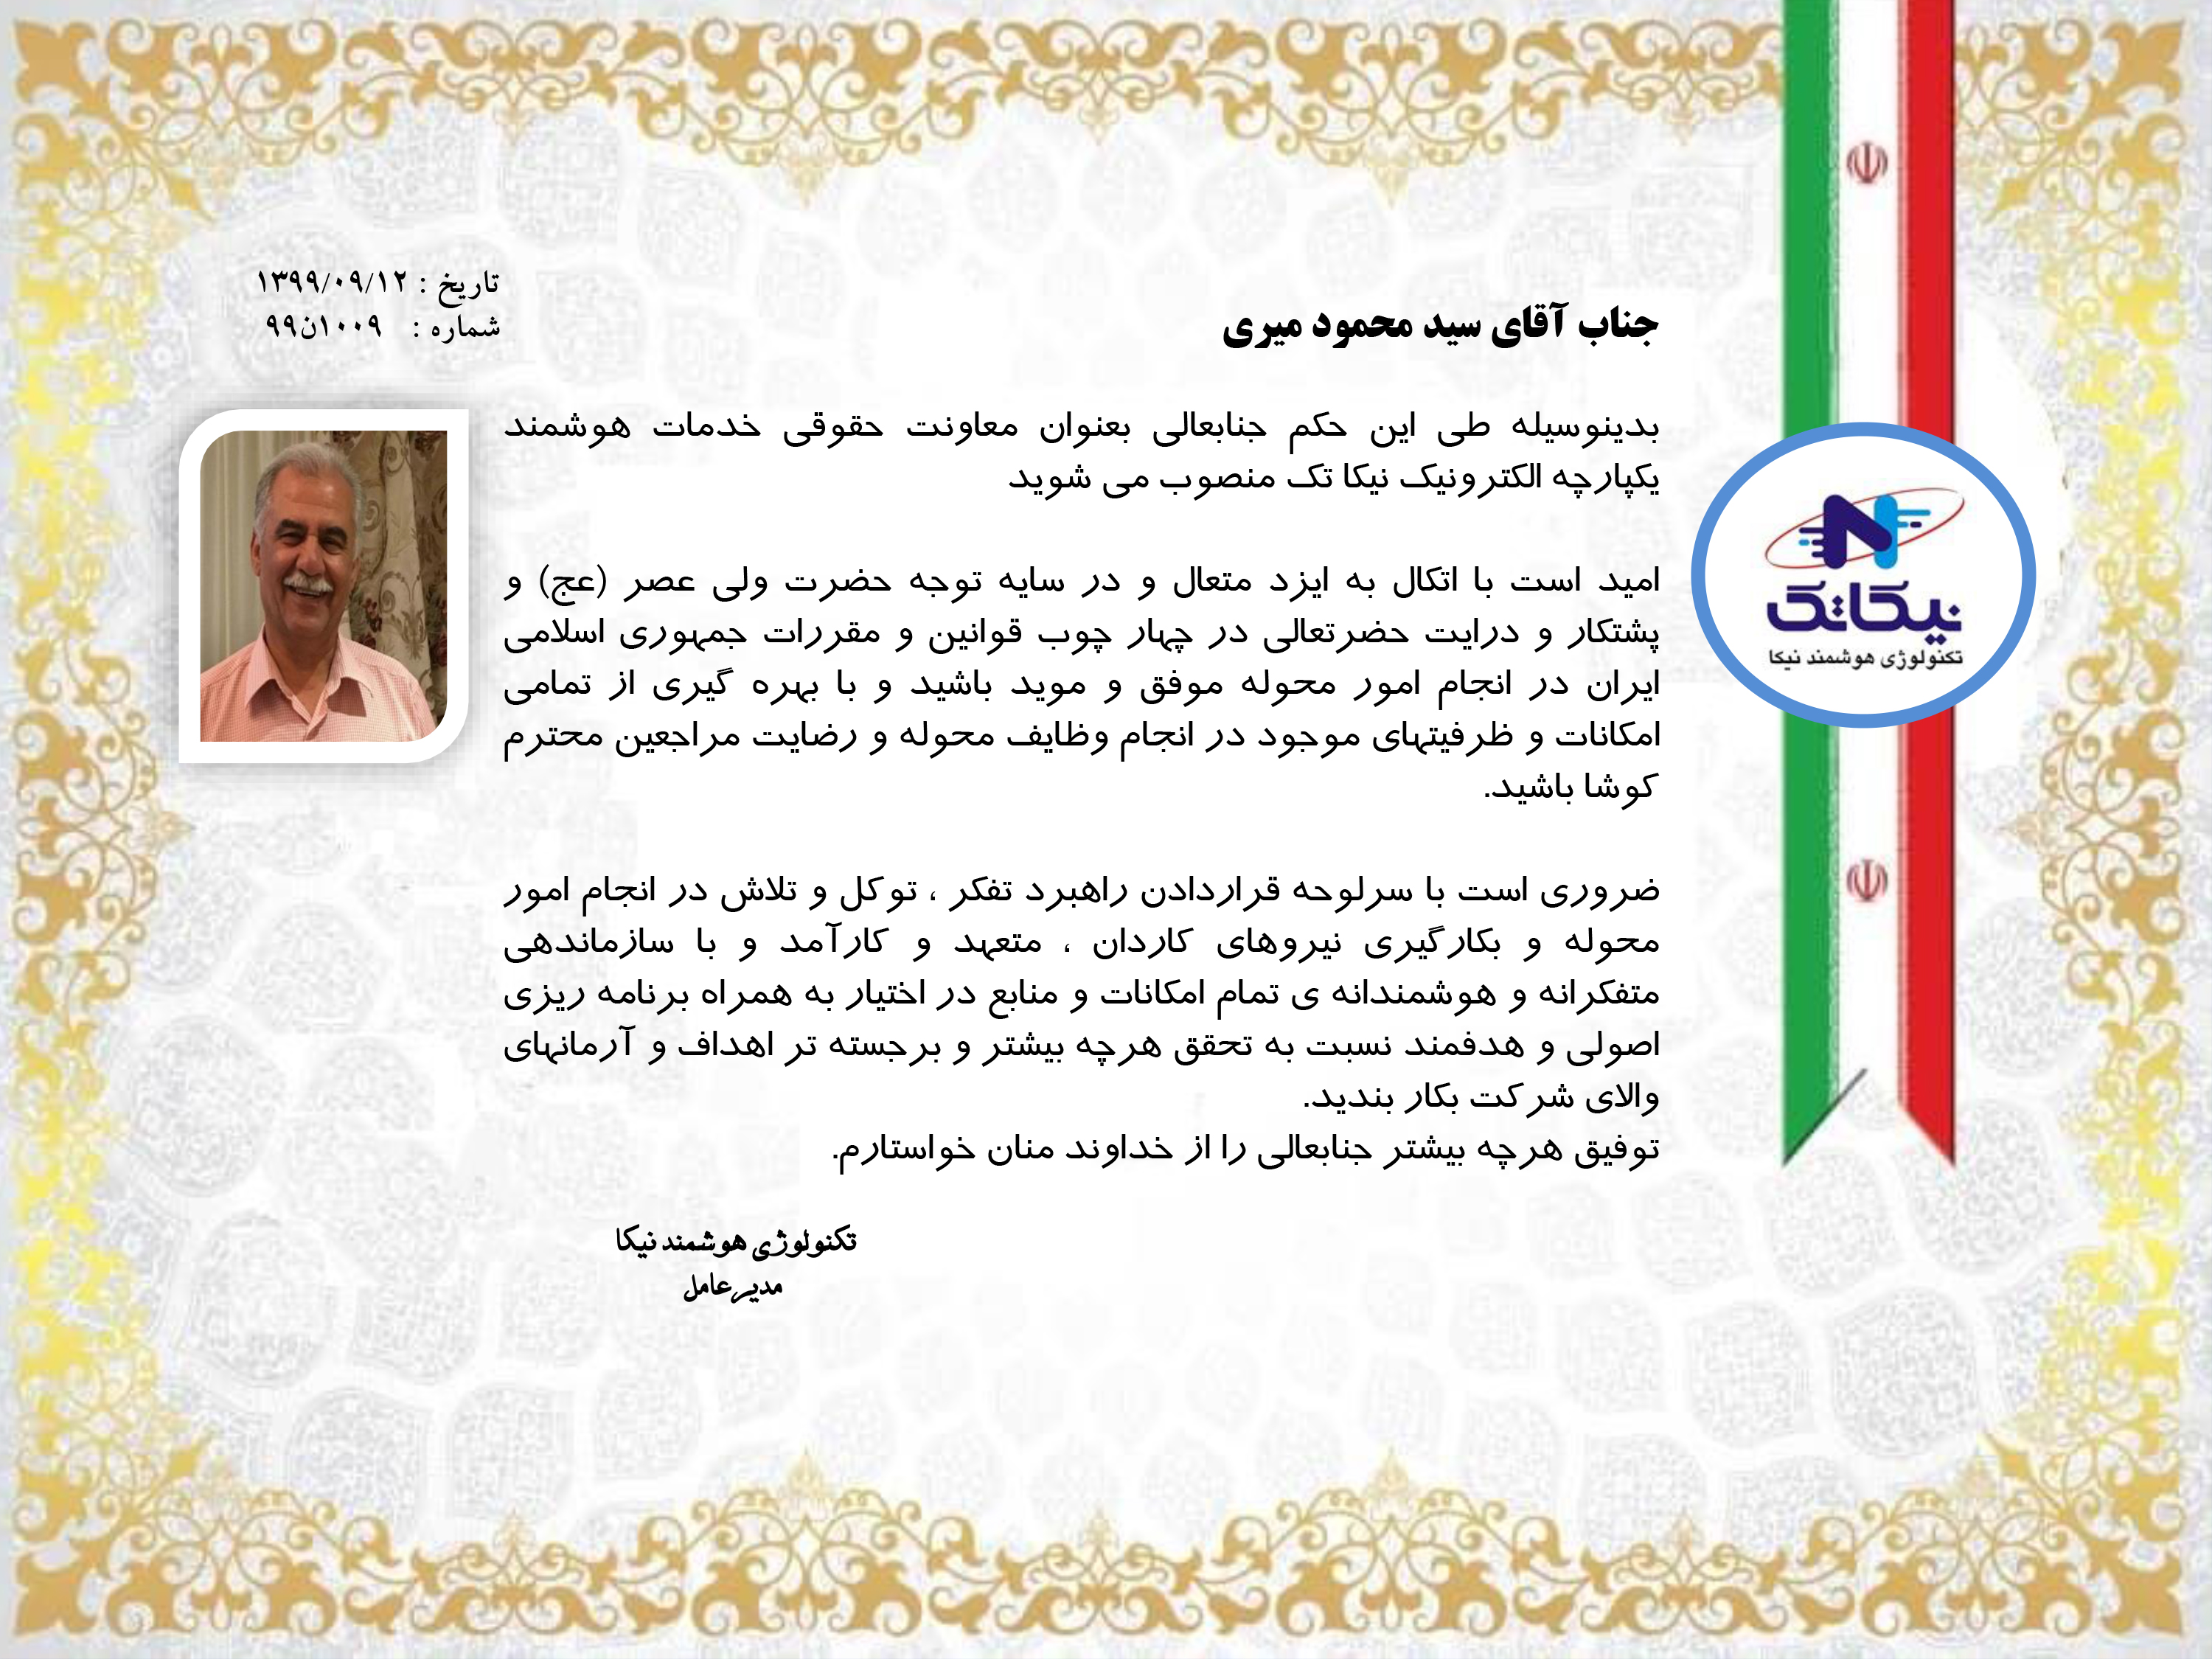 تاریخ : ۱۳۹۹/۰۹/۱۲
شماره : ۱۰۰۹ن۹۹
جناب آقای سید محمود میری
بدینوسیله طی این حکم جنابعالی بعنوان معاونت حقوقی خدمات هوشمند
یکپارچه الکترونیک نیکا تک منصوب می شوید
امید است با اتکال به ایزد متعال و در سایه توجه حضرت ولی عصر (عج) و
پشتکار و درایت حضرتعالی در چهار چوب قوانین و مقررات جمهوری اسلامی
ایران در انجام امور محوله موفق و موید باشید و با بهره گیری از تمامی
امکانات و ظرفیتهای موجود در انجام وظایف محوله و رضایت مراجعین محترم
کوشا باشید.
ضروری است با سرلوحه قراردادن راهبرد تفکر ، توکل و تلاش در انجام امور
محوله و بکارگیری نیروهای کاردان ، متعهد و کارآمد و با سازماندهی
متفکرانه و هوشمندانه ی تمام امکانات و منابع در اختیار به همراه برنامه ریزی
اصولی و هدفمند نسبت به تحقق هرچه بیشتر و برجسته تر اهداف و آرمانهای
والای شرکت بکار بندید.
توفیق هرچه بیشتر جنابعالی را از خداوند منان خواستارم.
تکنولوژی هوشمند نیکا
مدیرعامل
نیکاتک
تکنولوژی هوشمند نیکا